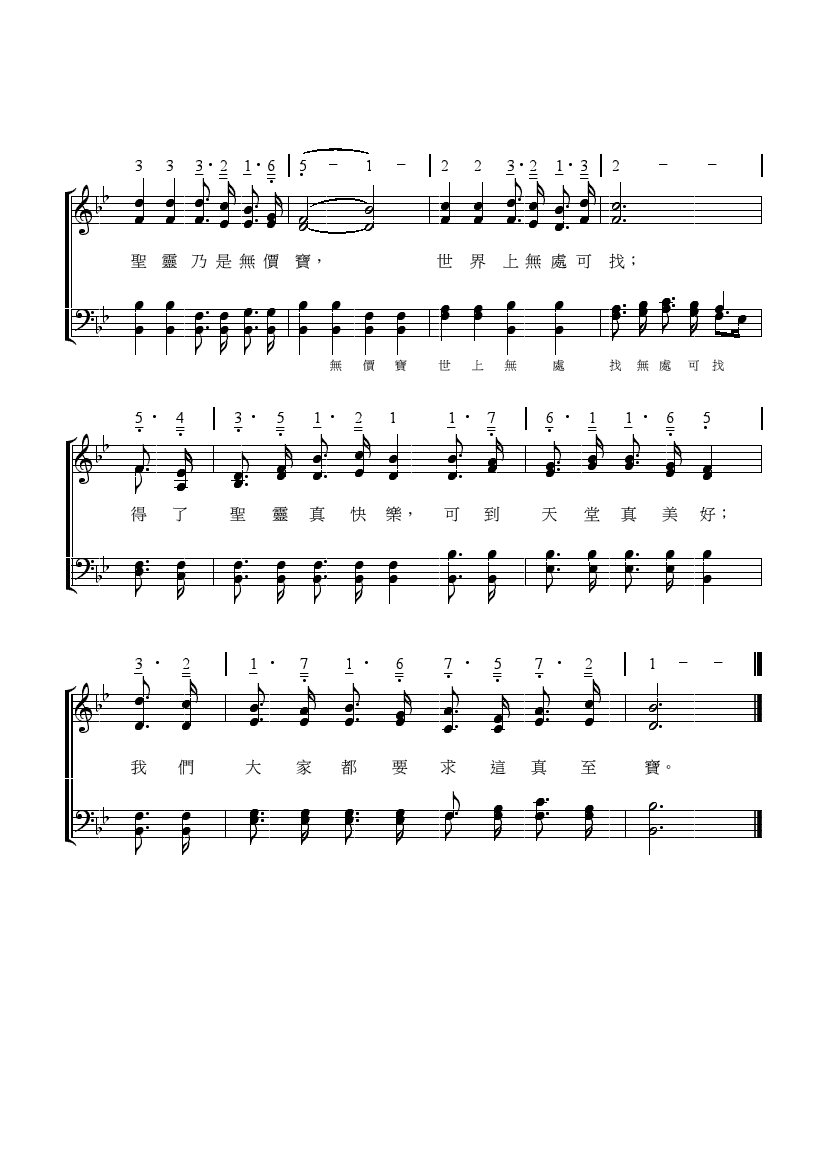 3 3 3· 2 1· 6 | 5 – 1 – | 2 2 3· 2 1· 3 | 2 – – |
聖靈乃是無價寶， 世界上無處可找；
無價寶 世上無 處 找無處可找
5· 4 | 3· 5 1· 2 1 1· 7 | 6· 1 1· 6 5 |
得了聖靈真快樂，可到天堂真美好；
3· 2 | 1· 7 1· 6 7· 5 7· 2 | 1 – –
我們大家都要求這真至寶。